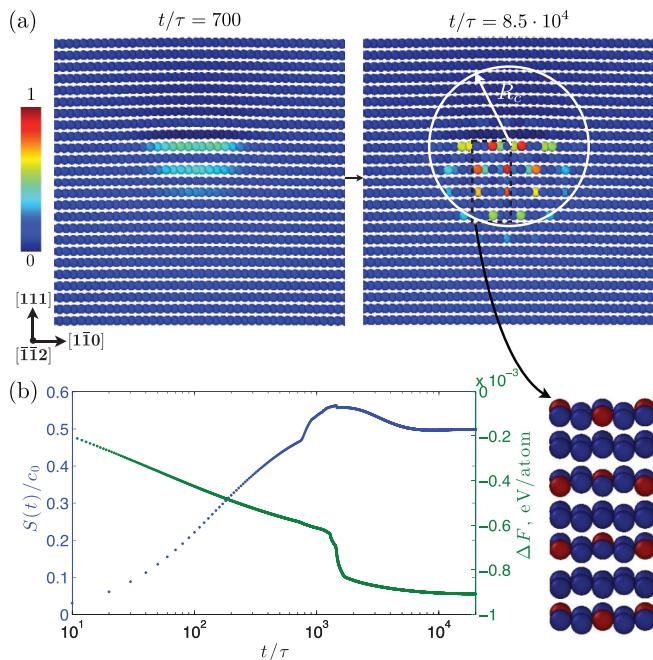 (a)
t/τ = 700
t/τ = 8.5 · 10⁴
1
0
R_c
[111]
[1̄1̄2]
[11̄0]
(b)
× 10⁻³
0.6
0.5
0.4
0.3
0.2
0.1
0
S(t)/c₀
0
−0.2
−0.4
−0.6
−0.8
−1
ΔF, eV/atom
10¹
10²
10³
10⁴
t/τ